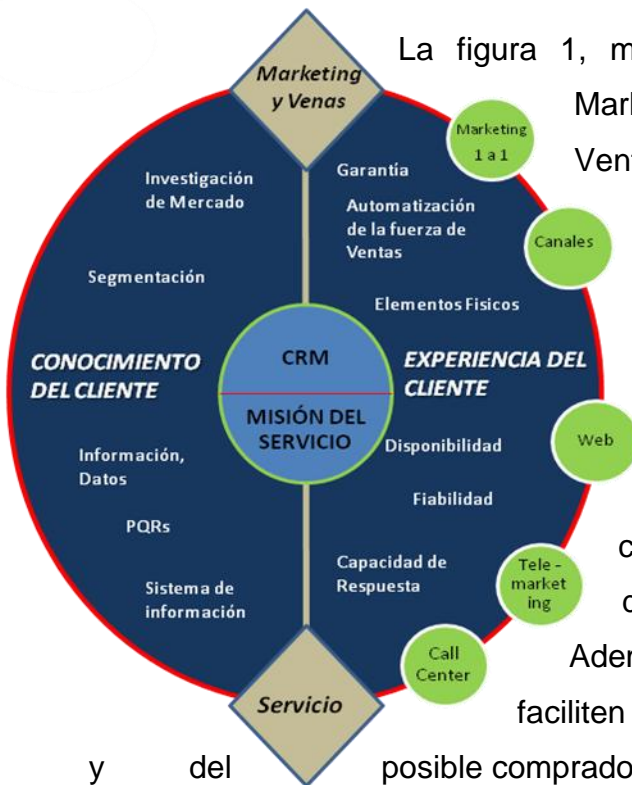 La figura 1, m
Mark
Vent
Marketing
y Venas
Marketing
1 a 1
Garantía
Investigación
de Mercado
Automatización
de la fuerza de
Ventas
Canales
Segmentación
Elementos Fisicos
CONOCIMIENTO
DEL CLIENTE
CRM
EXPERIENCIA DEL
CLIENTE
MISIÓN DEL
SERVICIO
Disponibilidad
Web
Información,
Datos
Fiabilidad
PQRs
Capacidad de
Respuesta
Tele -
market
ing
Sistema de
información
Call
Center
Servicio
faciliten
y del posible comprado